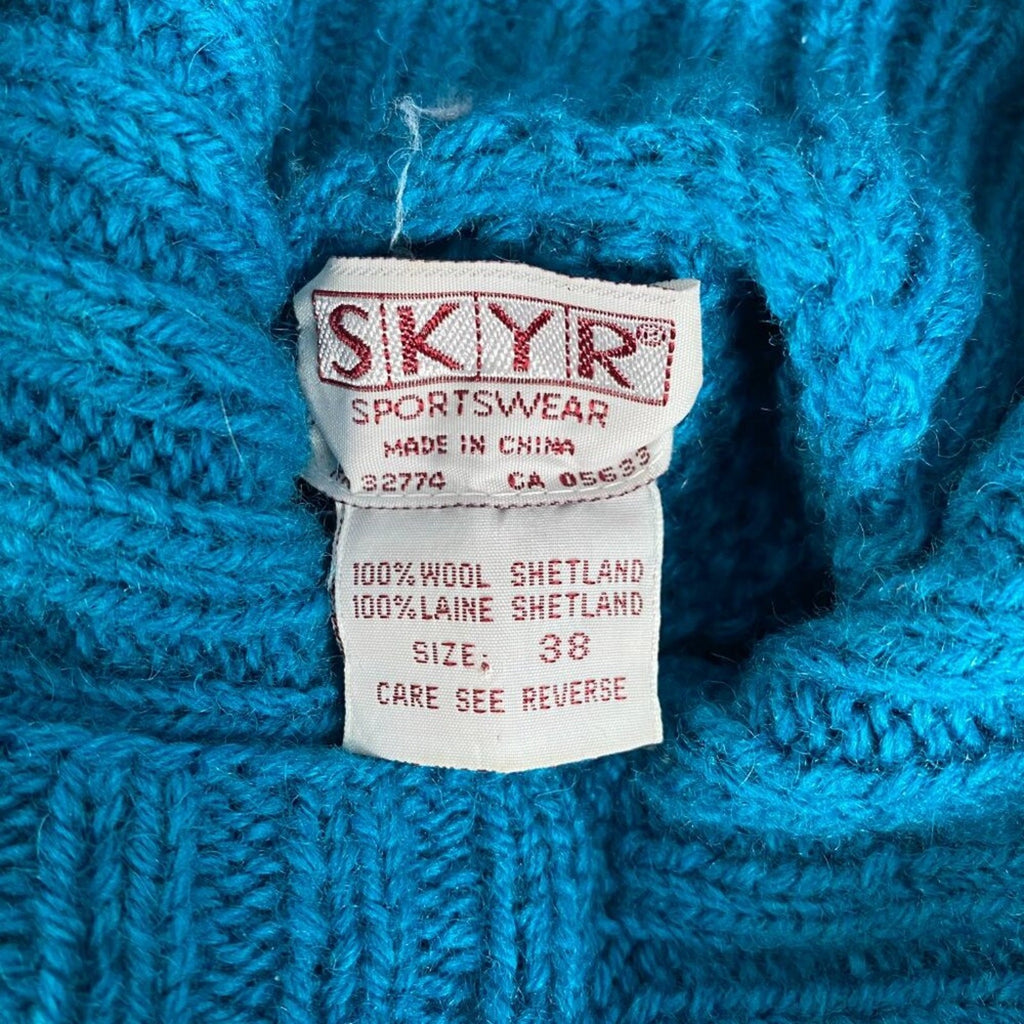 SKYR®
SPORTSWEAR
MADE IN CHINA
32774 CA 05633
100% WOOL SHETLAND
100% LAINE SHETLAND
SIZE: 38
CARE SEE REVERSE